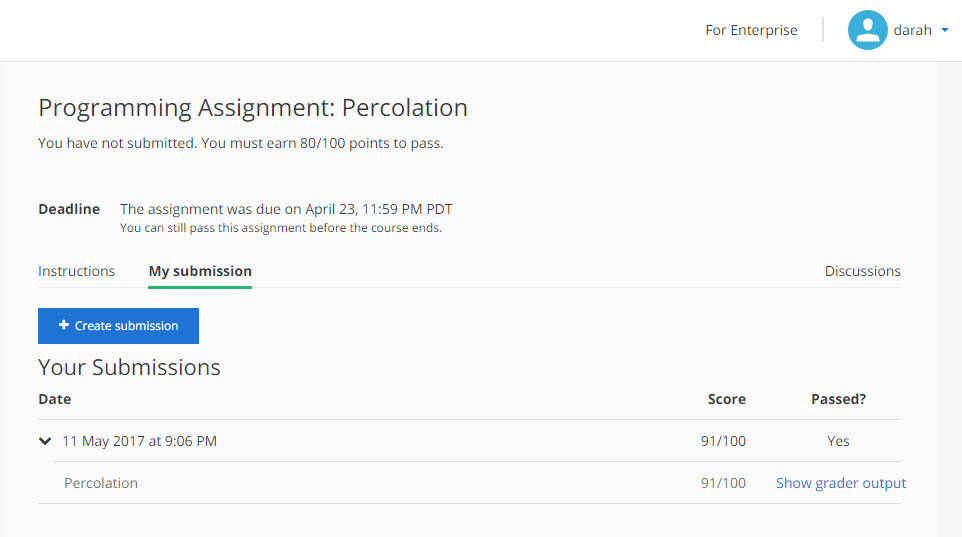 For Enterprise darah
Programming Assignment: Percolation
You have not submitted. You must earn 80/100 points to pass.
Deadline The assignment was due on April 23, 11:59 PM PDT
You can still pass this assignment before the course ends.
Instructions My submission Discussions
+ Create submission
Your Submissions
Date Score Passed?
11 May 2017 at 9:06 PM 91/100 Yes
Percolation 91/100 Show grader output